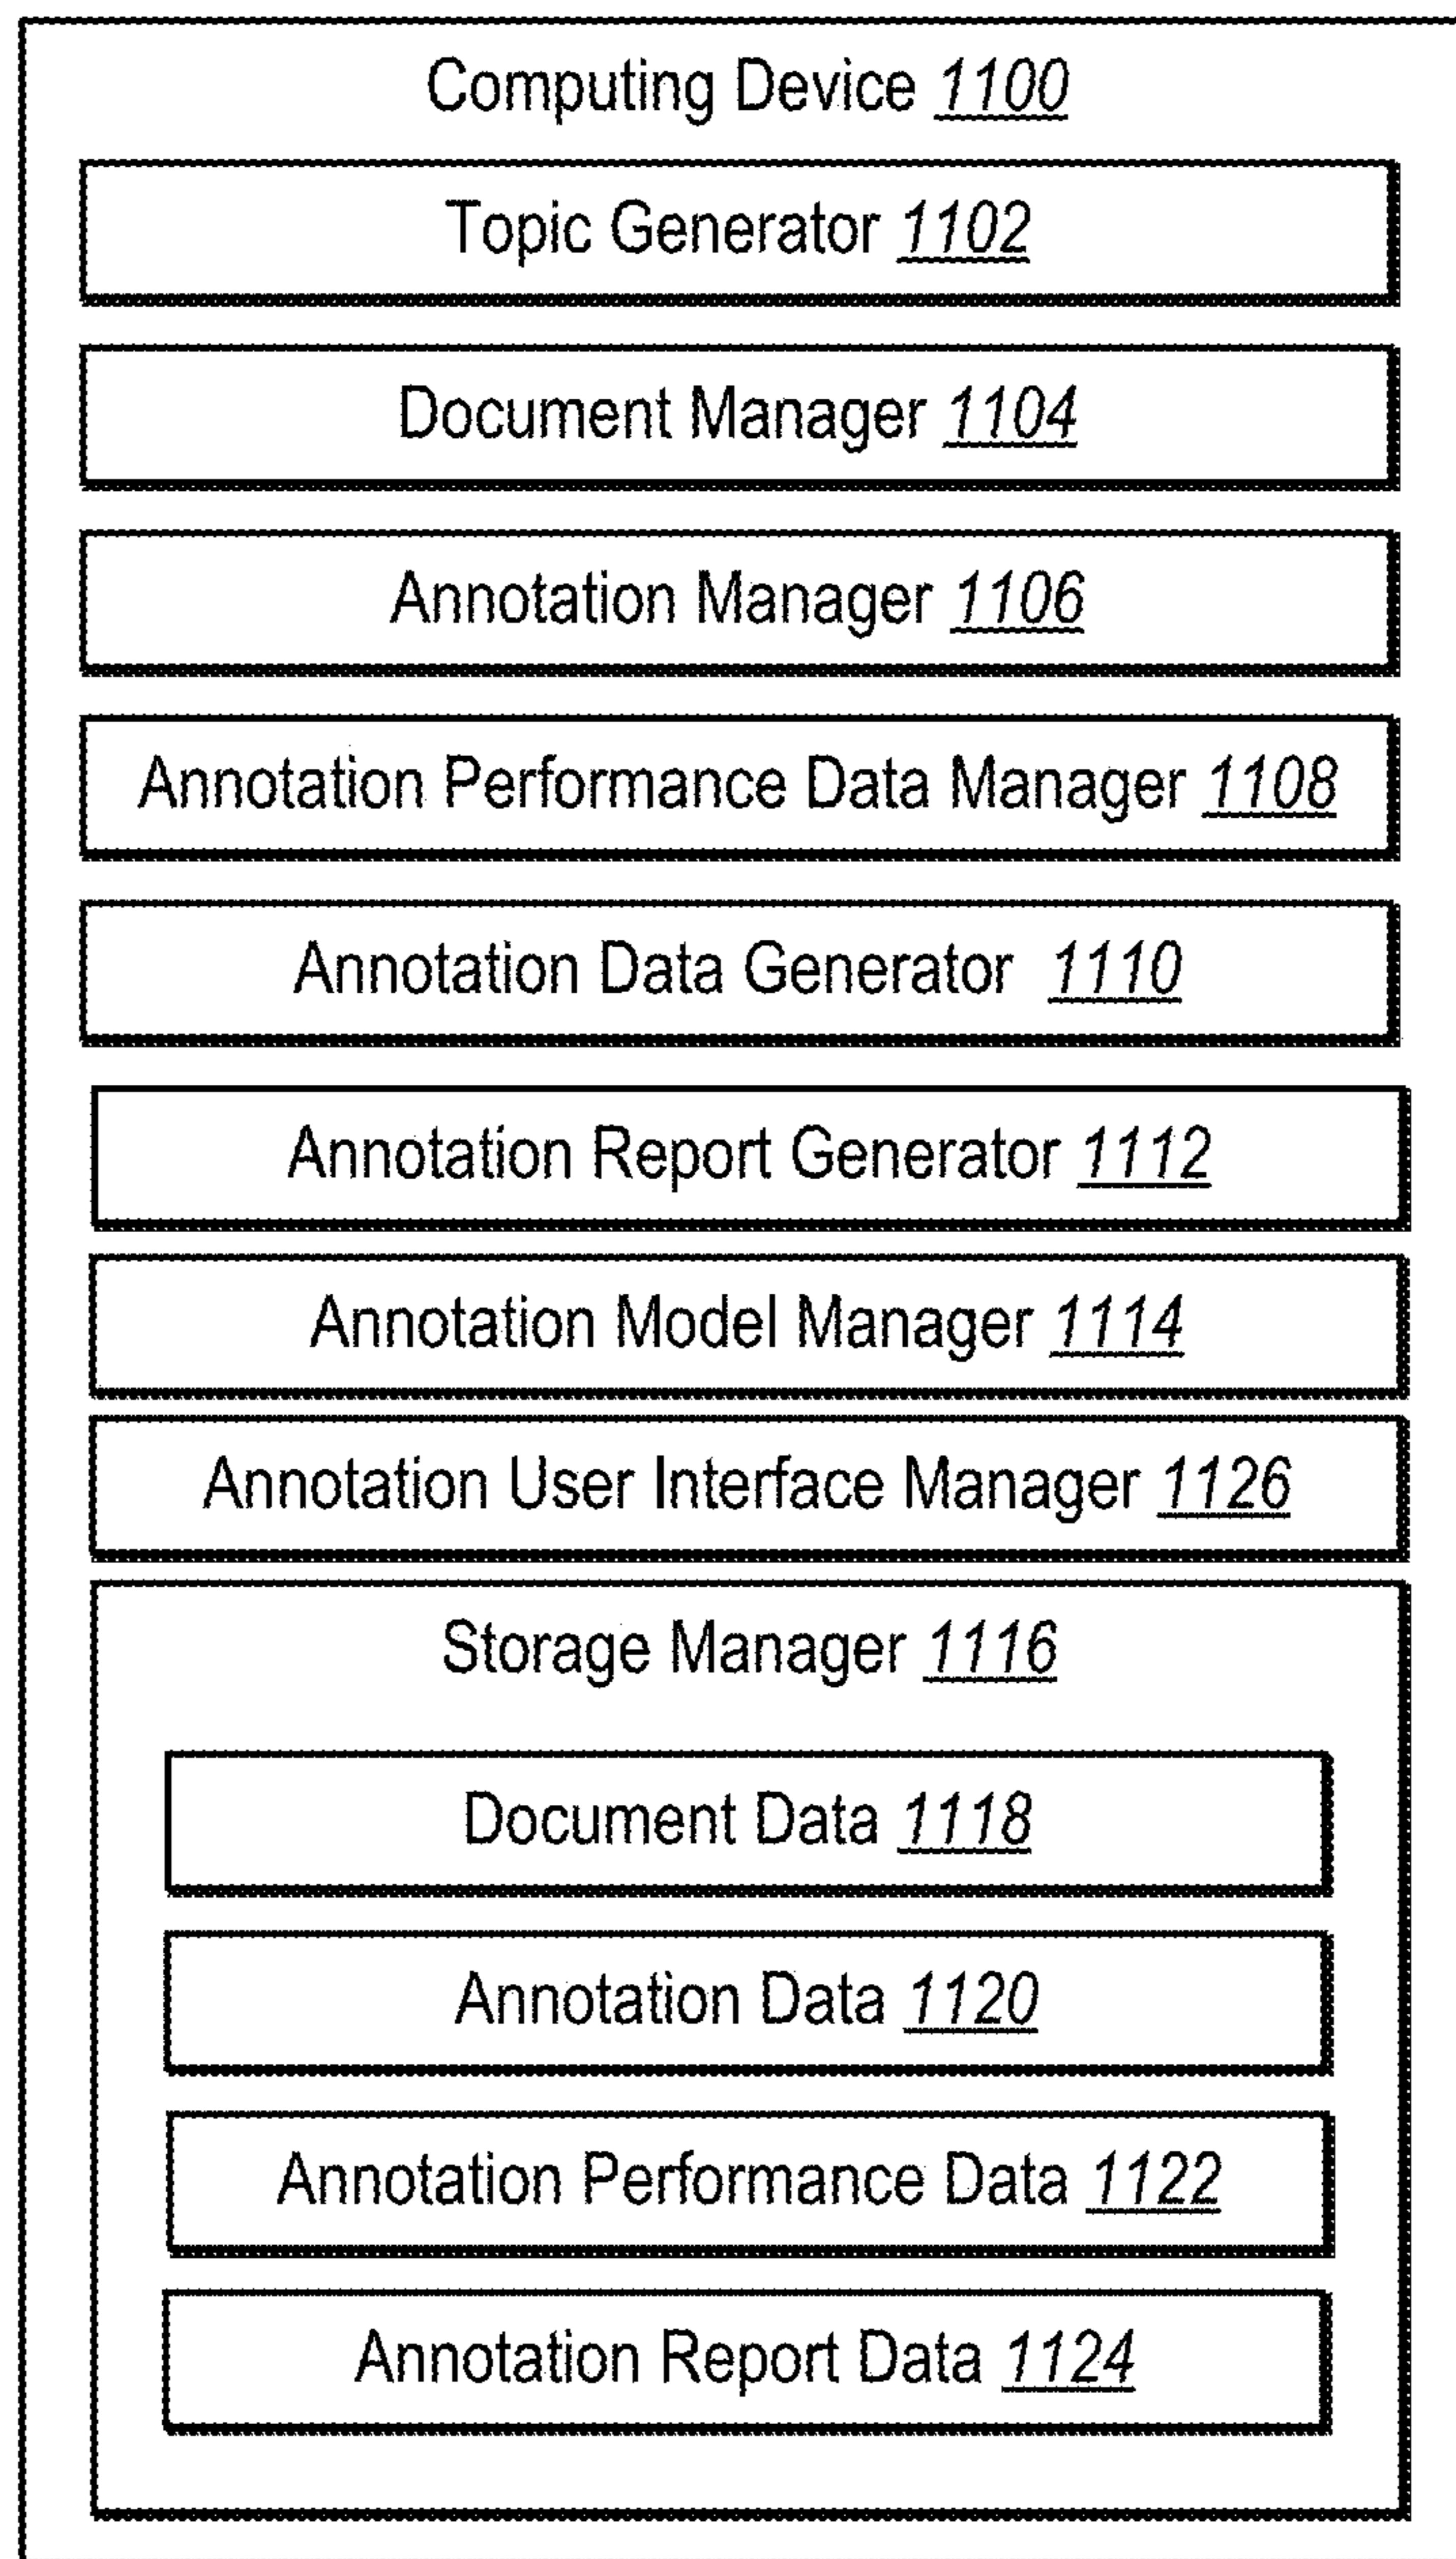 Computing Device 1100
Topic Generator 1102
Document Manager 1104
Annotation Manager 1106
Annotation Performance Data Manager 1108
Annotation Data Generator 1110
Annotation Report Generator 1112
Annotation Model Manager 1114
Annotation User Interface Manager 1126
Storage Manager 1116
Document Data 1118
Annotation Data 1120
Annotation Performance Data 1122
Annotation Report Data 1124